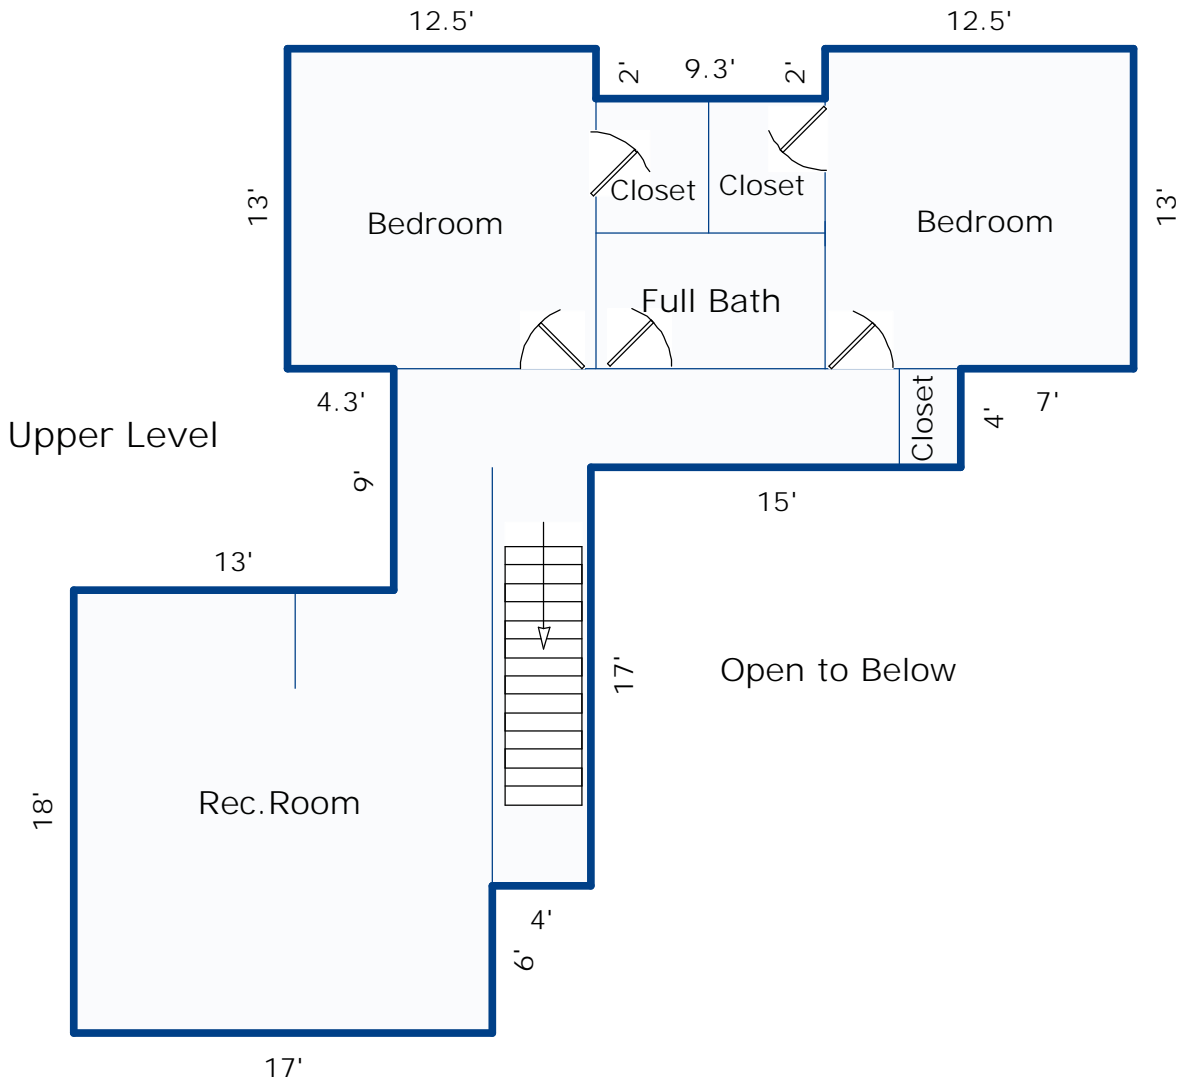 12.5'
12.5'
2'
9.3'
2'
13'
Bedroom
Closet
Closet
Bedroom
13'
Full Bath
4.3'
Closet
4'
7'
Upper Level
9'
15'
13'
17'
Open to Below
18'
Rec.Room
4'
6'
17'